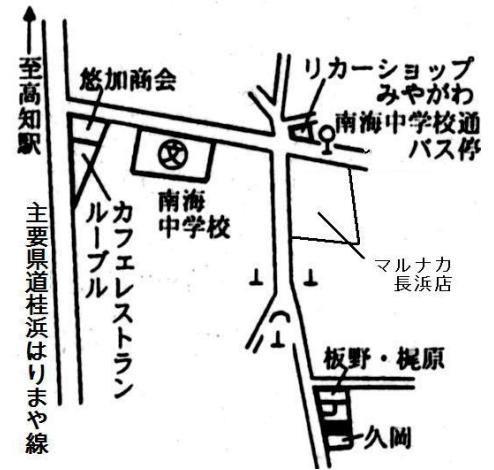 至高知駅
主要県道桂浜はりまや線
悠加商会
カフェレストラン
ルーブル
文
南海
中学校
リカーショップ
みやがわ
南海中学校通
バス停
マルナカ
長浜店
板野・梶原
久岡